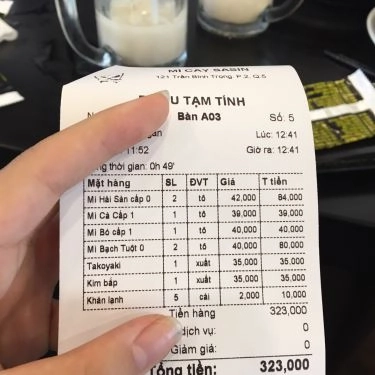 MÌ CAY SASIN
121 Trần Bình Trọng, P.2, Q.5
U TẠM TÍNH
Bàn A03 Số: 5
Lúc: 12:41
11:52 Giờ ra: 12:41
thời gian: 0h 49'
Mặt hàng SL ĐVT Giá T tiền
Mì Hải Sản cấp 0 2 tô 42,000 84,000
Mì Cá Cấp 1 1 tô 39,000 39,000
Mì Bò cấp 1 1 tô 40,000 40,000
Mì Bạch Tuột 0 2 tô 40,000 80,000
Takoyaki 1 xuất 35,000 35,000
Kim bắp 1 xuất 35,000 35,000
Khăn lạnh 5 cái 2,000 10,000
Tiền hàng 323,000
dịch vụ: 0
Giảm giá: 0
Tổng tiền: 323,000